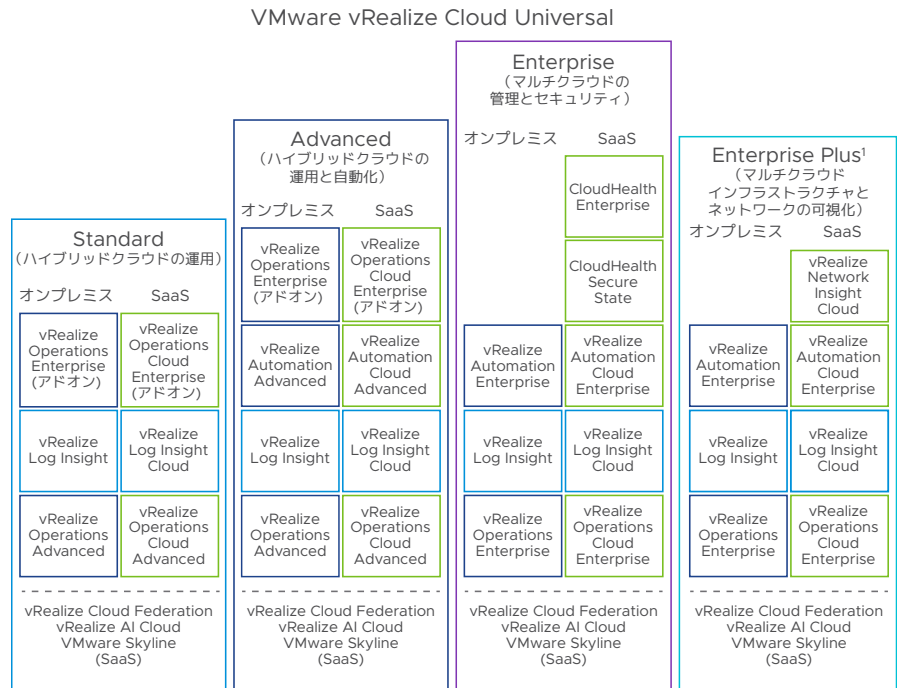 VMware vRealize Cloud Universal
Standard
(ハイブリッドクラウドの運用)
オンプレミス
SaaS
vRealize
Operations
Enterprise
(アドオン)
vRealize
Operations
Cloud
Enterprise
(アドオン)
vRealize
Log Insight
vRealize
Log Insight
Cloud
vRealize
Operations
Advanced
vRealize
Operations
Cloud
Advanced
vRealize Cloud Federation
vRealize AI Cloud
VMware Skyline
(SaaS)
Advanced
(ハイブリッドクラウドの
運用と自動化)
オンプレミス
SaaS
vRealize
Operations
Enterprise
(アドオン)
vRealize
Operations
Cloud
Enterprise
(アドオン)
vRealize
Automation
Advanced
vRealize
Automation
Cloud
Advanced
vRealize
Log Insight
vRealize
Log Insight
Cloud
vRealize
Operations
Advanced
vRealize
Operations
Cloud
Advanced
vRealize Cloud Federation
vRealize AI Cloud
VMware Skyline
(SaaS)
Enterprise
(マルチクラウドの
管理とセキュリティ)
オンプレミス
SaaS
CloudHealth
Enterprise
CloudHealth
Secure
State
vRealize
Automation
Enterprise
vRealize
Automation
Cloud
Enterprise
vRealize
Log Insight
vRealize
Log Insight
Cloud
vRealize
Operations
Enterprise
vRealize
Operations
Cloud
Enterprise
vRealize Cloud Federation
vRealize AI Cloud
VMware Skyline
(SaaS)
Enterprise Plus¹
(マルチクラウド
インフラストラクチャと
ネットワークの可視化)
オンプレミス
SaaS
vRealize
Network
Insight
Cloud
vRealize
Automation
Enterprise
vRealize
Automation
Cloud
Enterprise
vRealize
Log Insight
vRealize
Log Insight
Cloud
vRealize
Operations
Enterprise
vRealize
Operations
Cloud
Enterprise
vRealize Cloud Federation
vRealize AI Cloud
VMware Skyline
(SaaS)